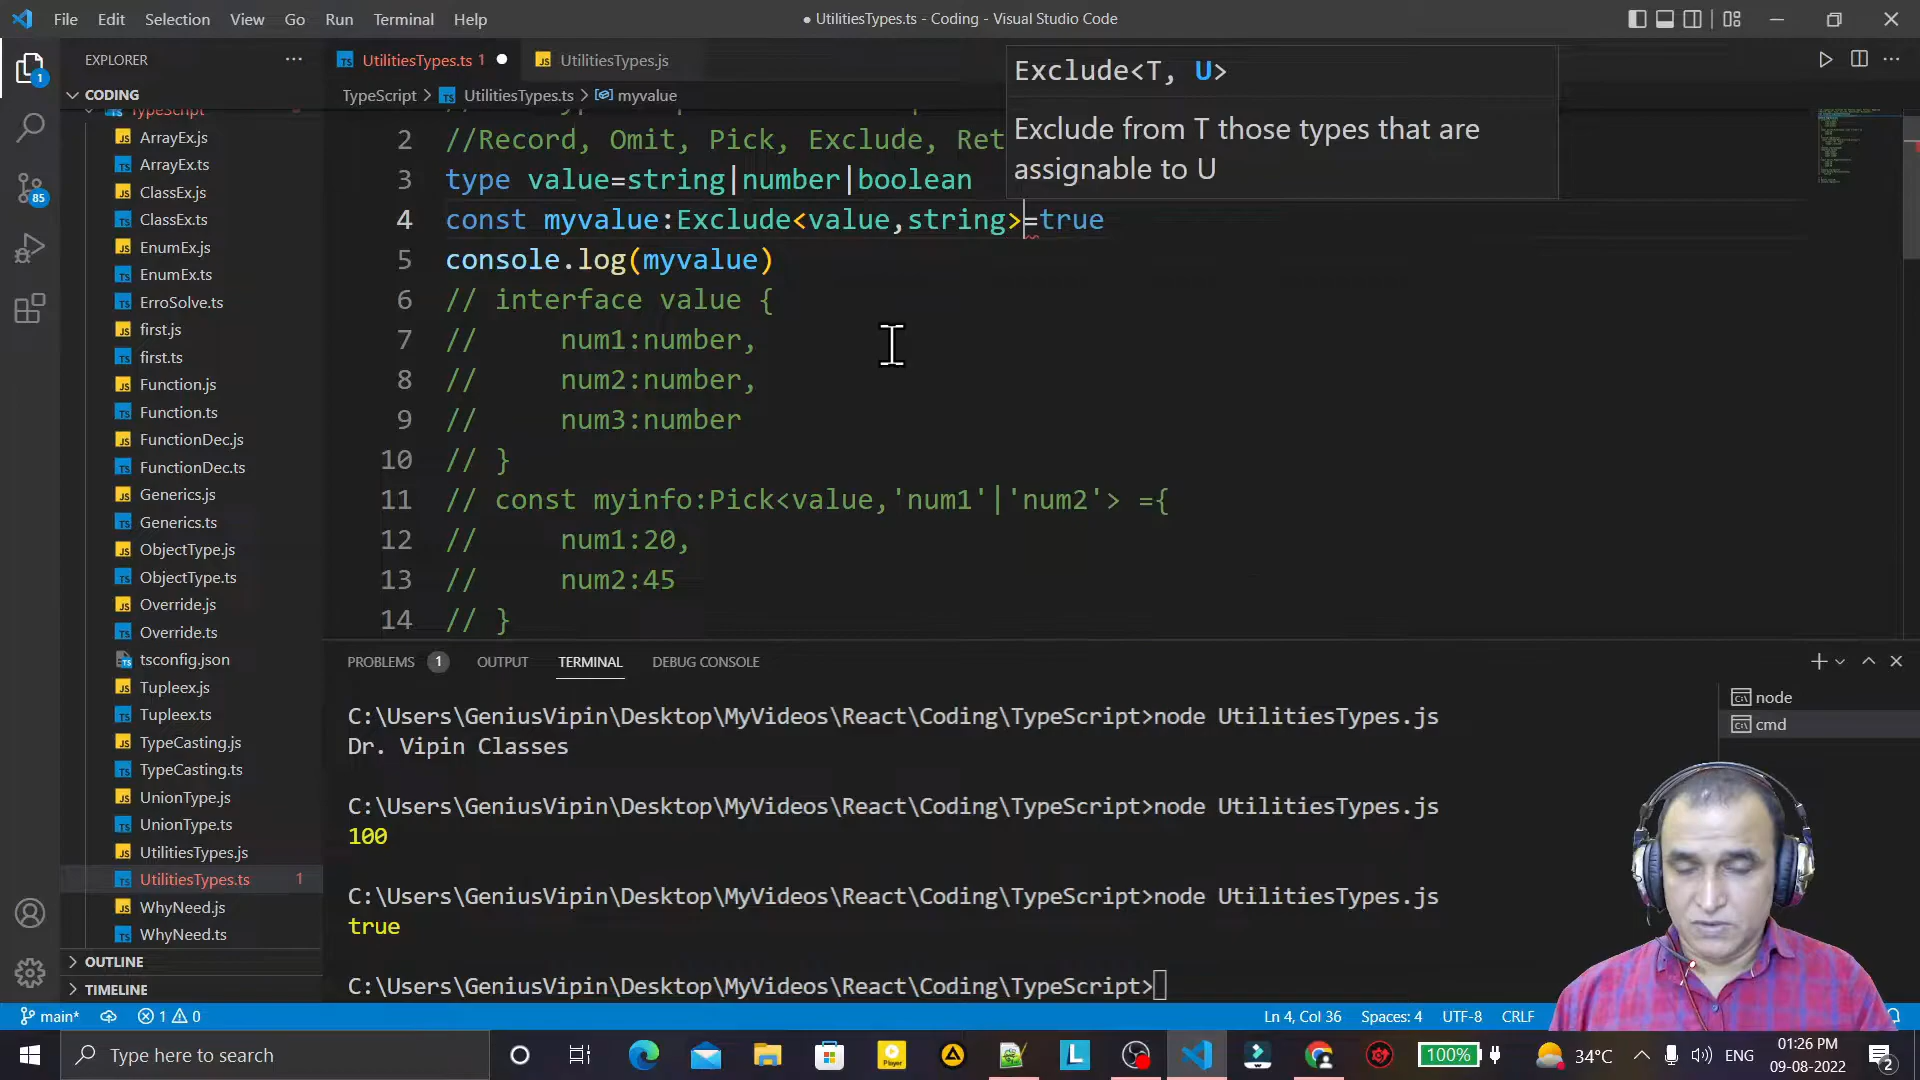 File Edit Selection View Go Run Terminal Help
● UtilitiesTypes.ts - Coding - Visual Studio Code
EXPLORER
UtilitiesTypes.ts 1
UtilitiesTypes.js
CODING
TypeScript > UtilitiesTypes.ts > myvalue
TypeScript
ArrayEx.js
ArrayEx.ts
ClassEx.js
ClassEx.ts
EnumEx.js
EnumEx.ts
ErroSolve.ts
first.js
first.ts
Function.js
Function.ts
FunctionDec.js
FunctionDec.ts
Generics.js
Generics.ts
ObjectType.js
ObjectType.ts
Override.js
Override.ts
tsconfig.json
Tupleex.js
Tupleex.ts
TypeCasting.js
TypeCasting.ts
UnionType.js
UnionType.ts
UtilitiesTypes.js
UtilitiesTypes.ts 1
WhyNeed.js
WhyNeed.ts
OUTLINE
TIMELINE
1
85
Exclude<T, U>
Exclude from T those types that are
assignable to U
2 //Record, Omit, Pick, Exclude, Ret
3 type value=string|number|boolean
4 const myvalue:Exclude<value,string>=true
5 console.log(myvalue)
6 // interface value {
7 //     num1:number,
8 //     num2:number,
9 //     num3:number
10 // }
11 // const myinfo:Pick<value,'num1'|'num2'> ={
12 //     num1:20,
13 //     num2:45
14 // }
PROBLEMS 1 OUTPUT TERMINAL DEBUG CONSOLE
node
cmd
C:\Users\GeniusVipin\Desktop\MyVideos\React\Coding\TypeScript>node UtilitiesTypes.js
Dr. Vipin Classes
C:\Users\GeniusVipin\Desktop\MyVideos\React\Coding\TypeScript>node UtilitiesTypes.js
100
C:\Users\GeniusVipin\Desktop\MyVideos\React\Coding\TypeScript>node UtilitiesTypes.js
true
C:\Users\GeniusVipin\Desktop\MyVideos\React\Coding\TypeScript>
main* 1 0
Ln 4, Col 36 Spaces: 4 UTF-8 CRLF
Type here to search
Player
L
100%
34°C
ENG
01:26 PM
09-08-2022
2